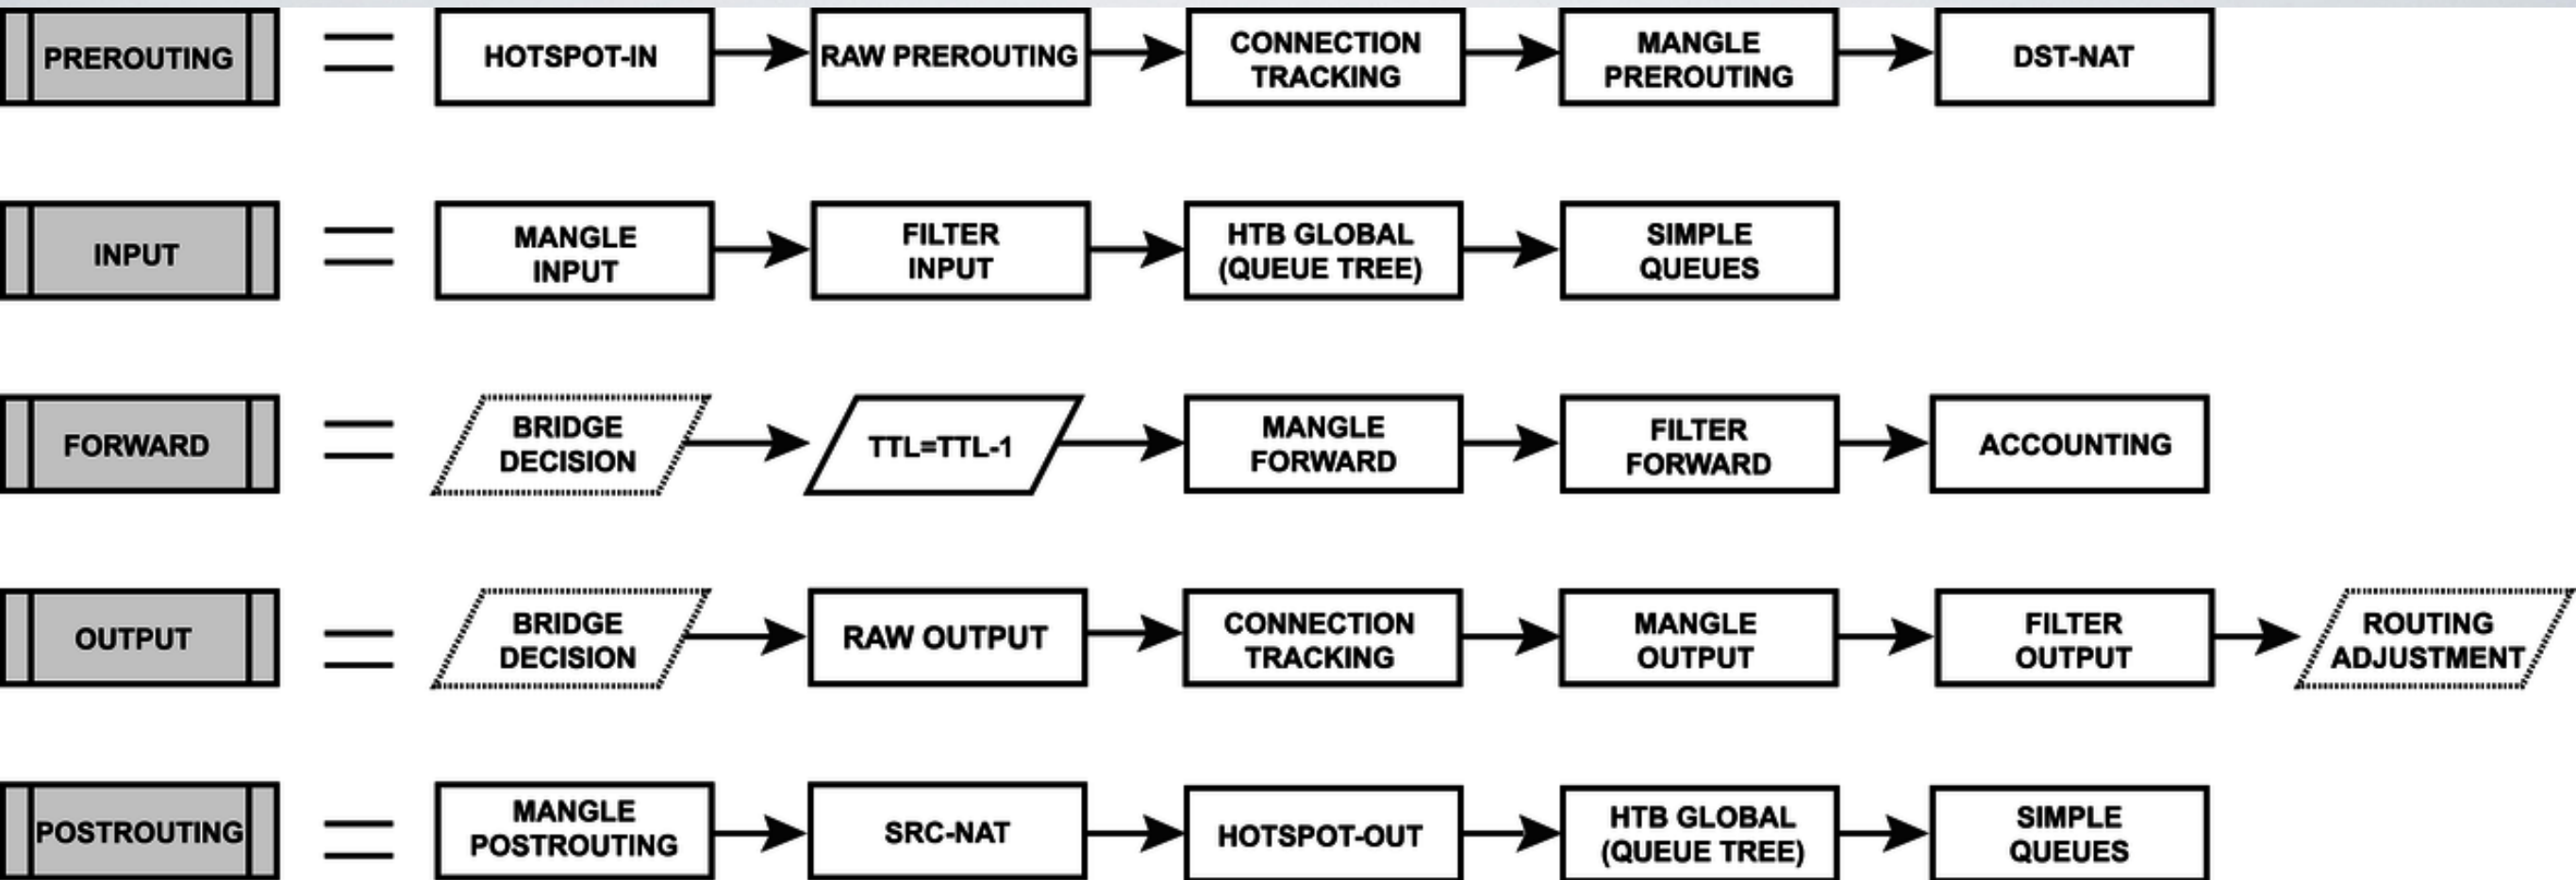 PREROUTING
HOTSPOT-IN
RAW PREROUTING
CONNECTION
TRACKING
MANGLE
PREROUTING
DST-NAT
INPUT
MANGLE
INPUT
FILTER
INPUT
HTB GLOBAL
(QUEUE TREE)
SIMPLE
QUEUES
FORWARD
BRIDGE
DECISION
TTL=TTL-1
MANGLE
FORWARD
FILTER
FORWARD
ACCOUNTING
OUTPUT
BRIDGE
DECISION
RAW OUTPUT
CONNECTION
TRACKING
MANGLE
OUTPUT
FILTER
OUTPUT
ROUTING
ADJUSTMENT
POSTROUTING
MANGLE
POSTROUTING
SRC-NAT
HOTSPOT-OUT
HTB GLOBAL
(QUEUE TREE)
SIMPLE
QUEUES